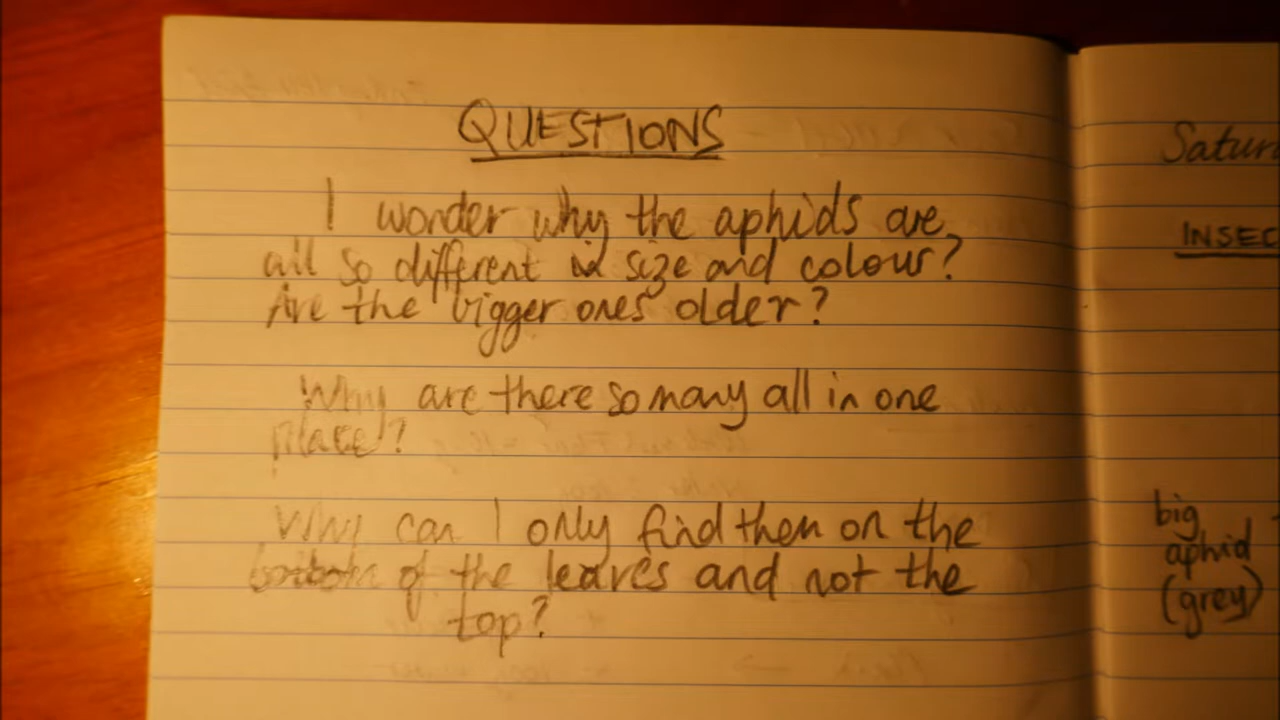 QUESTIONS
I wonder why the aphids are
all so different in size and colour?
Are the bigger ones older?
Why are there so many all in one
place?
Why can I only find them on the
bottom of the leaves and not the
top?
Satur
INSEC
big
aphid
(grey)